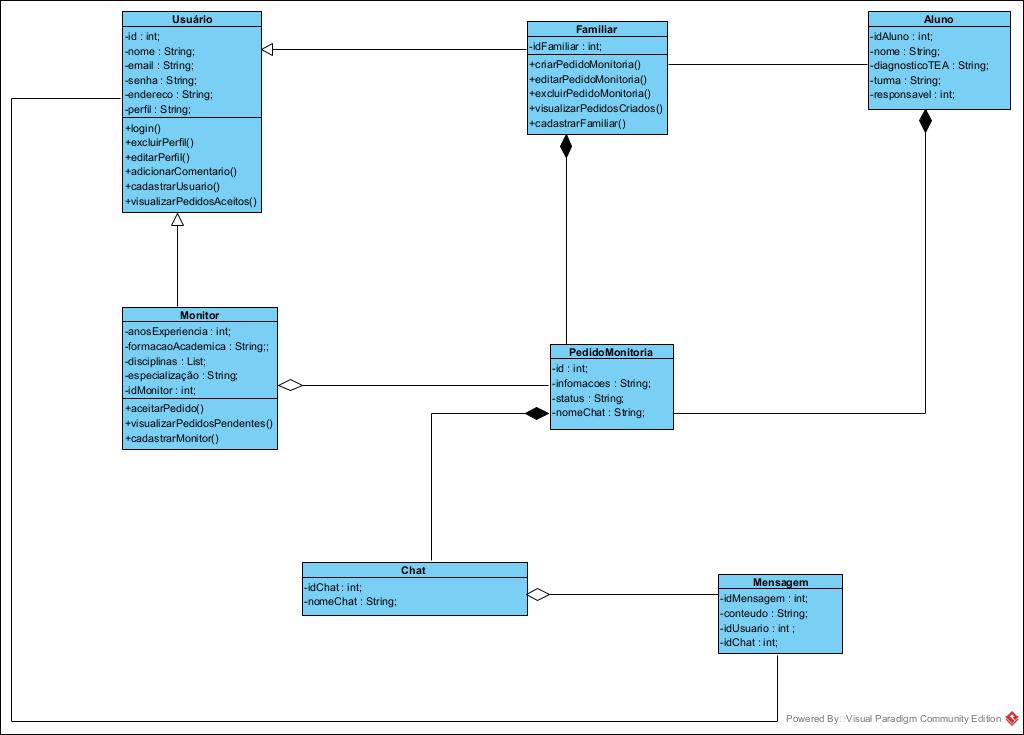 Usuário
-id : int;
-nome : String;
-email : String;
-senha : String;
-endereco : String;
-perfil : String;
+login()
+excluirPerfil()
+editarPerfil()
+adicionarComentario()
+cadastrarUsuario()
+visualizarPedidosAceitos()
Familiar
-idFamiliar : int;
+criarPedidoMonitoria()
+editarPedidoMonitoria()
+excluirPedidoMonitoria()
+visualizarPedidosCriados()
+cadastrarFamiliar()
Aluno
-idAluno : int;
-nome : String;
-diagnosticoTEA : String;
-turma : String;
-responsavel : int;
Monitor
-anosExperiencia : int;
-formacaoAcademica : String;;
-disciplinas : List;
-especialização : String;
-idMonitor : int;
+aceitarPedido()
+visualizarPedidosPendentes()
+cadastrarMonitor()
PedidoMonitoria
-id : int;
-infomacoes : String;
-status : String;
-nomeChat : String;
Chat
-idChat : int;
-nomeChat : String;
Mensagem
-idMensagem : int;
-conteudo : String;
-idUsuario : int ;
-idChat : int;
Powered By Visual Paradigm Community Edition